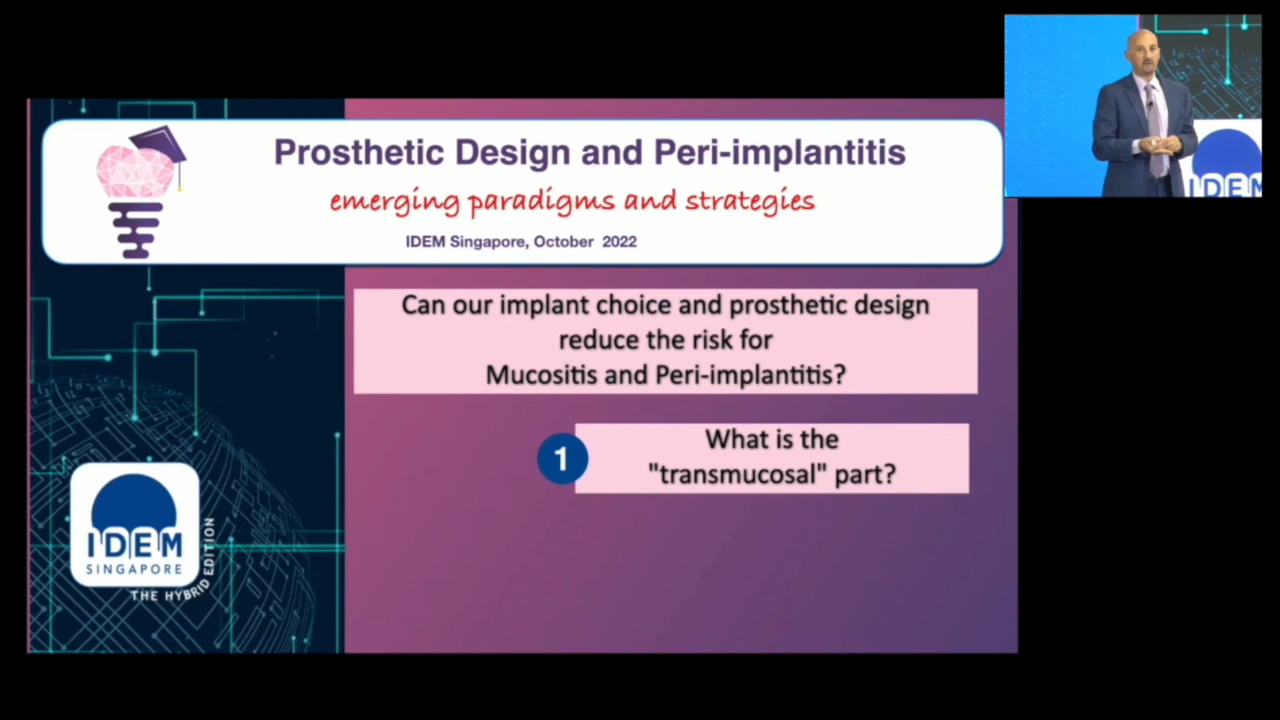 Prosthetic Design and Peri-implantitis
emerging paradigms and strategies
IDEM Singapore, October 2022
Can our implant choice and prosthetic design
reduce the risk for
Mucositis and Peri-implantitis?
1
What is the
"transmucosal" part?
IDEM
SINGAPORE
THE HYBRID EDITION
IDEM